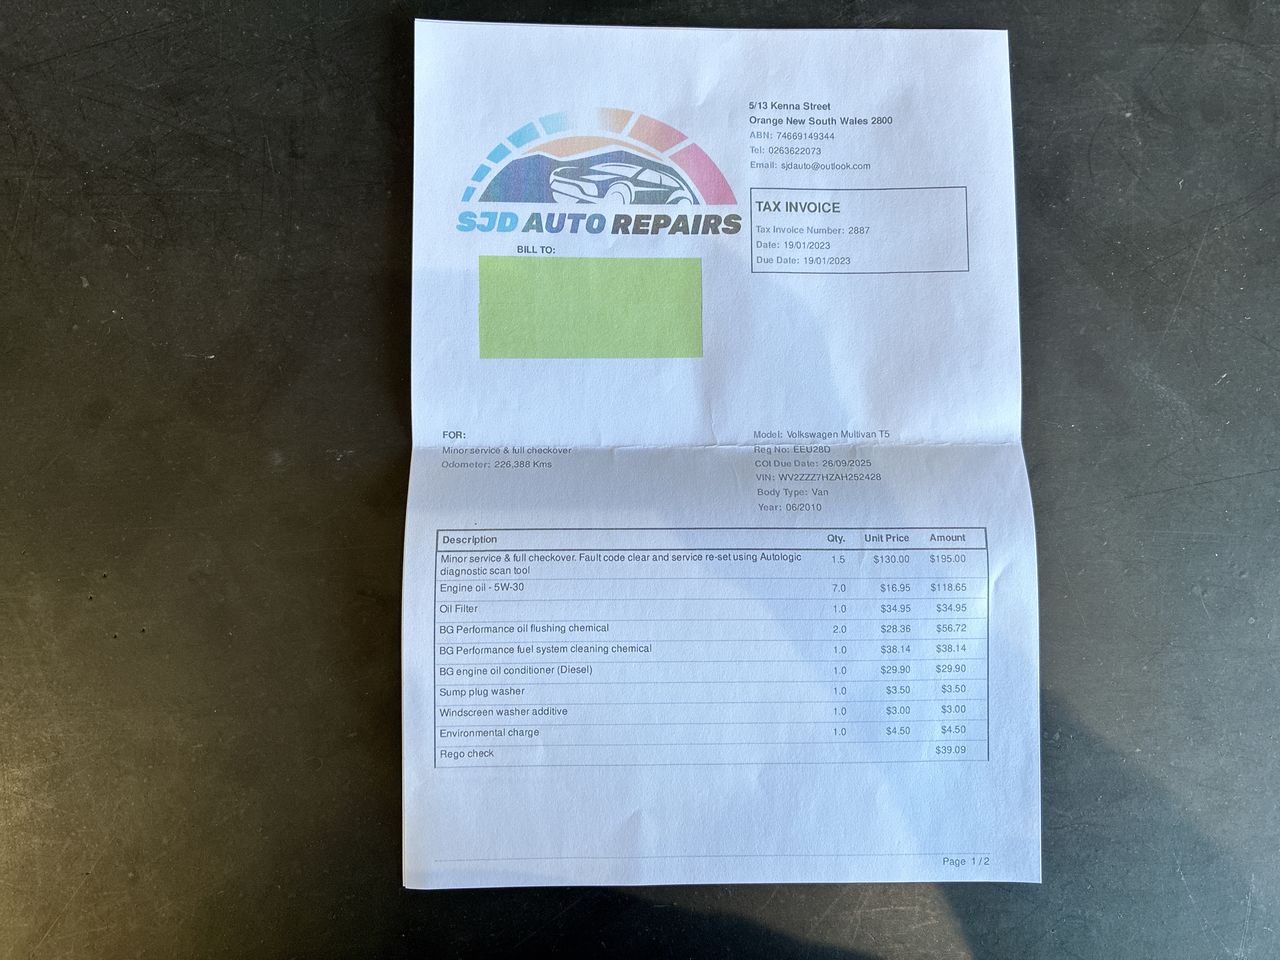 5/13 Kenna Street
Orange New South Wales 2800
ABN: 74669149344
Tel: 0263622073
Email: sjdauto@outlook.com
SJD AUTO REPAIRS
TAX INVOICE
Tax Invoice Number: 2887
Date: 19/01/2023
Due Date: 19/01/2023
BILL TO:
FOR:
Minor service & full checkover
Odometer: 226,388 Kms
Model: Volkswagen Multivan T5
Reg No: EEU28D
COI Due Date: 26/09/2025
VIN: WV2ZZZ7HZAH252428
Body Type: Van
Year: 06/2010
Description Qty. Unit Price Amount
Minor service & full checkover. Fault code clear and service re-set using Autologic 1.5 $130.00 $195.00
diagnostic scan tool
Engine oil - 5W-30 7.0 $16.95 $118.65
Oil Filter 1.0 $34.95 $34.95
BG Performance oil flushing chemical 2.0 $28.36 $56.72
BG Performance fuel system cleaning chemical 1.0 $38.14 $38.14
BG engine oil conditioner (Diesel) 1.0 $29.90 $29.90
Sump plug washer 1.0 $3.50 $3.50
Windscreen washer additive 1.0 $3.00 $3.00
Environmental charge 1.0 $4.50 $4.50
Rego check $39.09
Page 1 / 2